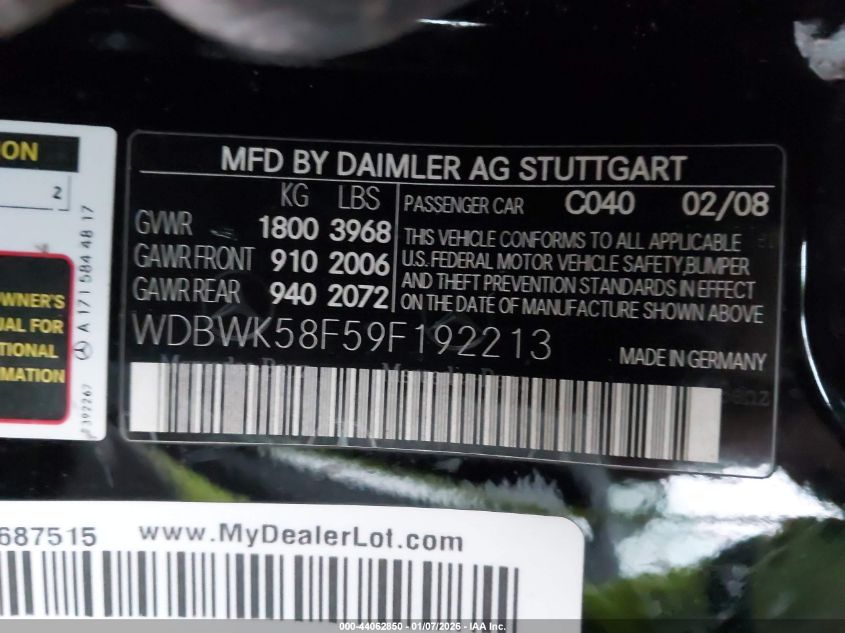 MFD BY DAIMLER AG STUTTGART
KG LBS
GVWR 1800 3968
GAWR FRONT 910 2006
GAWR REAR 940 2072
PASSENGER CAR C040 02/08
THIS VEHICLE CONFORMS TO ALL APPLICABLE
U.S. FEDERAL MOTOR VEHICLE SAFETY,BUMPER
AND THEFT PREVENTION STANDARDS IN EFFECT
ON THE DATE OF MANUFACTURE SHOWN ABOVE
WDBWK58F59F192213
MADE IN GERMANY
ION
2
OWNER'S
UAL FOR
TIONAL
MATION
A 171 584 48 17
392267
687515 www.MyDealerLot.com
000-44062850 - 01/07/2026 - IAA Inc.